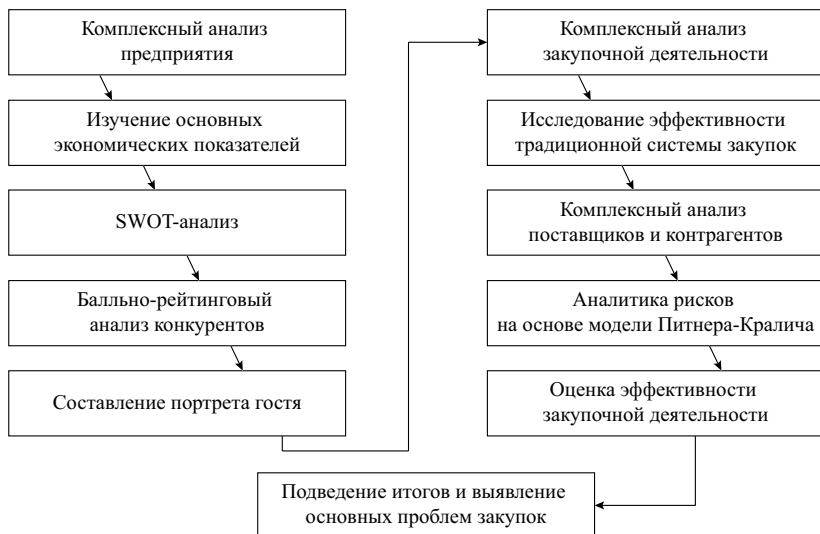 Комплексный анализ
предприятия
Изучение основных
экономических показателей
SWOT-анализ
Балльно-рейтинговый
анализ конкурентов
Составление портрета гостя
Комплексный анализ
закупочной деятельности
Исследование эффективности
традиционной системы закупок
Комплексный анализ
поставщиков и контрагентов
Аналитика рисков
на основе модели Питнера-Кралича
Оценка эффективности
закупочной деятельности
Подведение итогов и выявление
основных проблем закупок